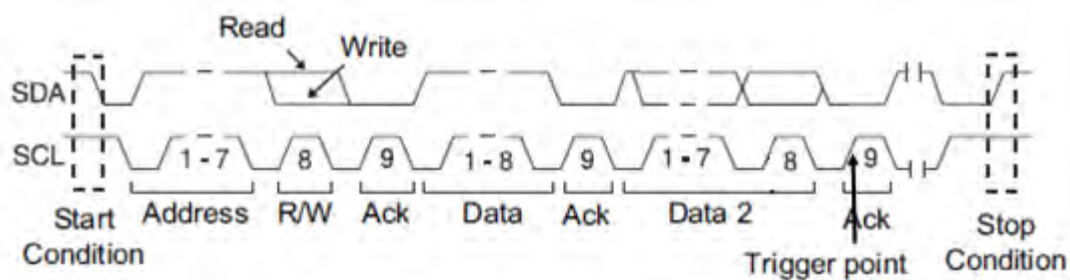 Read
Write
SDA
SCL
1 - 7 8 9 1 - 8 9 1 - 7 8 9
Start Condition
Address R/W Ack Data Ack Data 2 Ack
Stop Condition
Trigger point